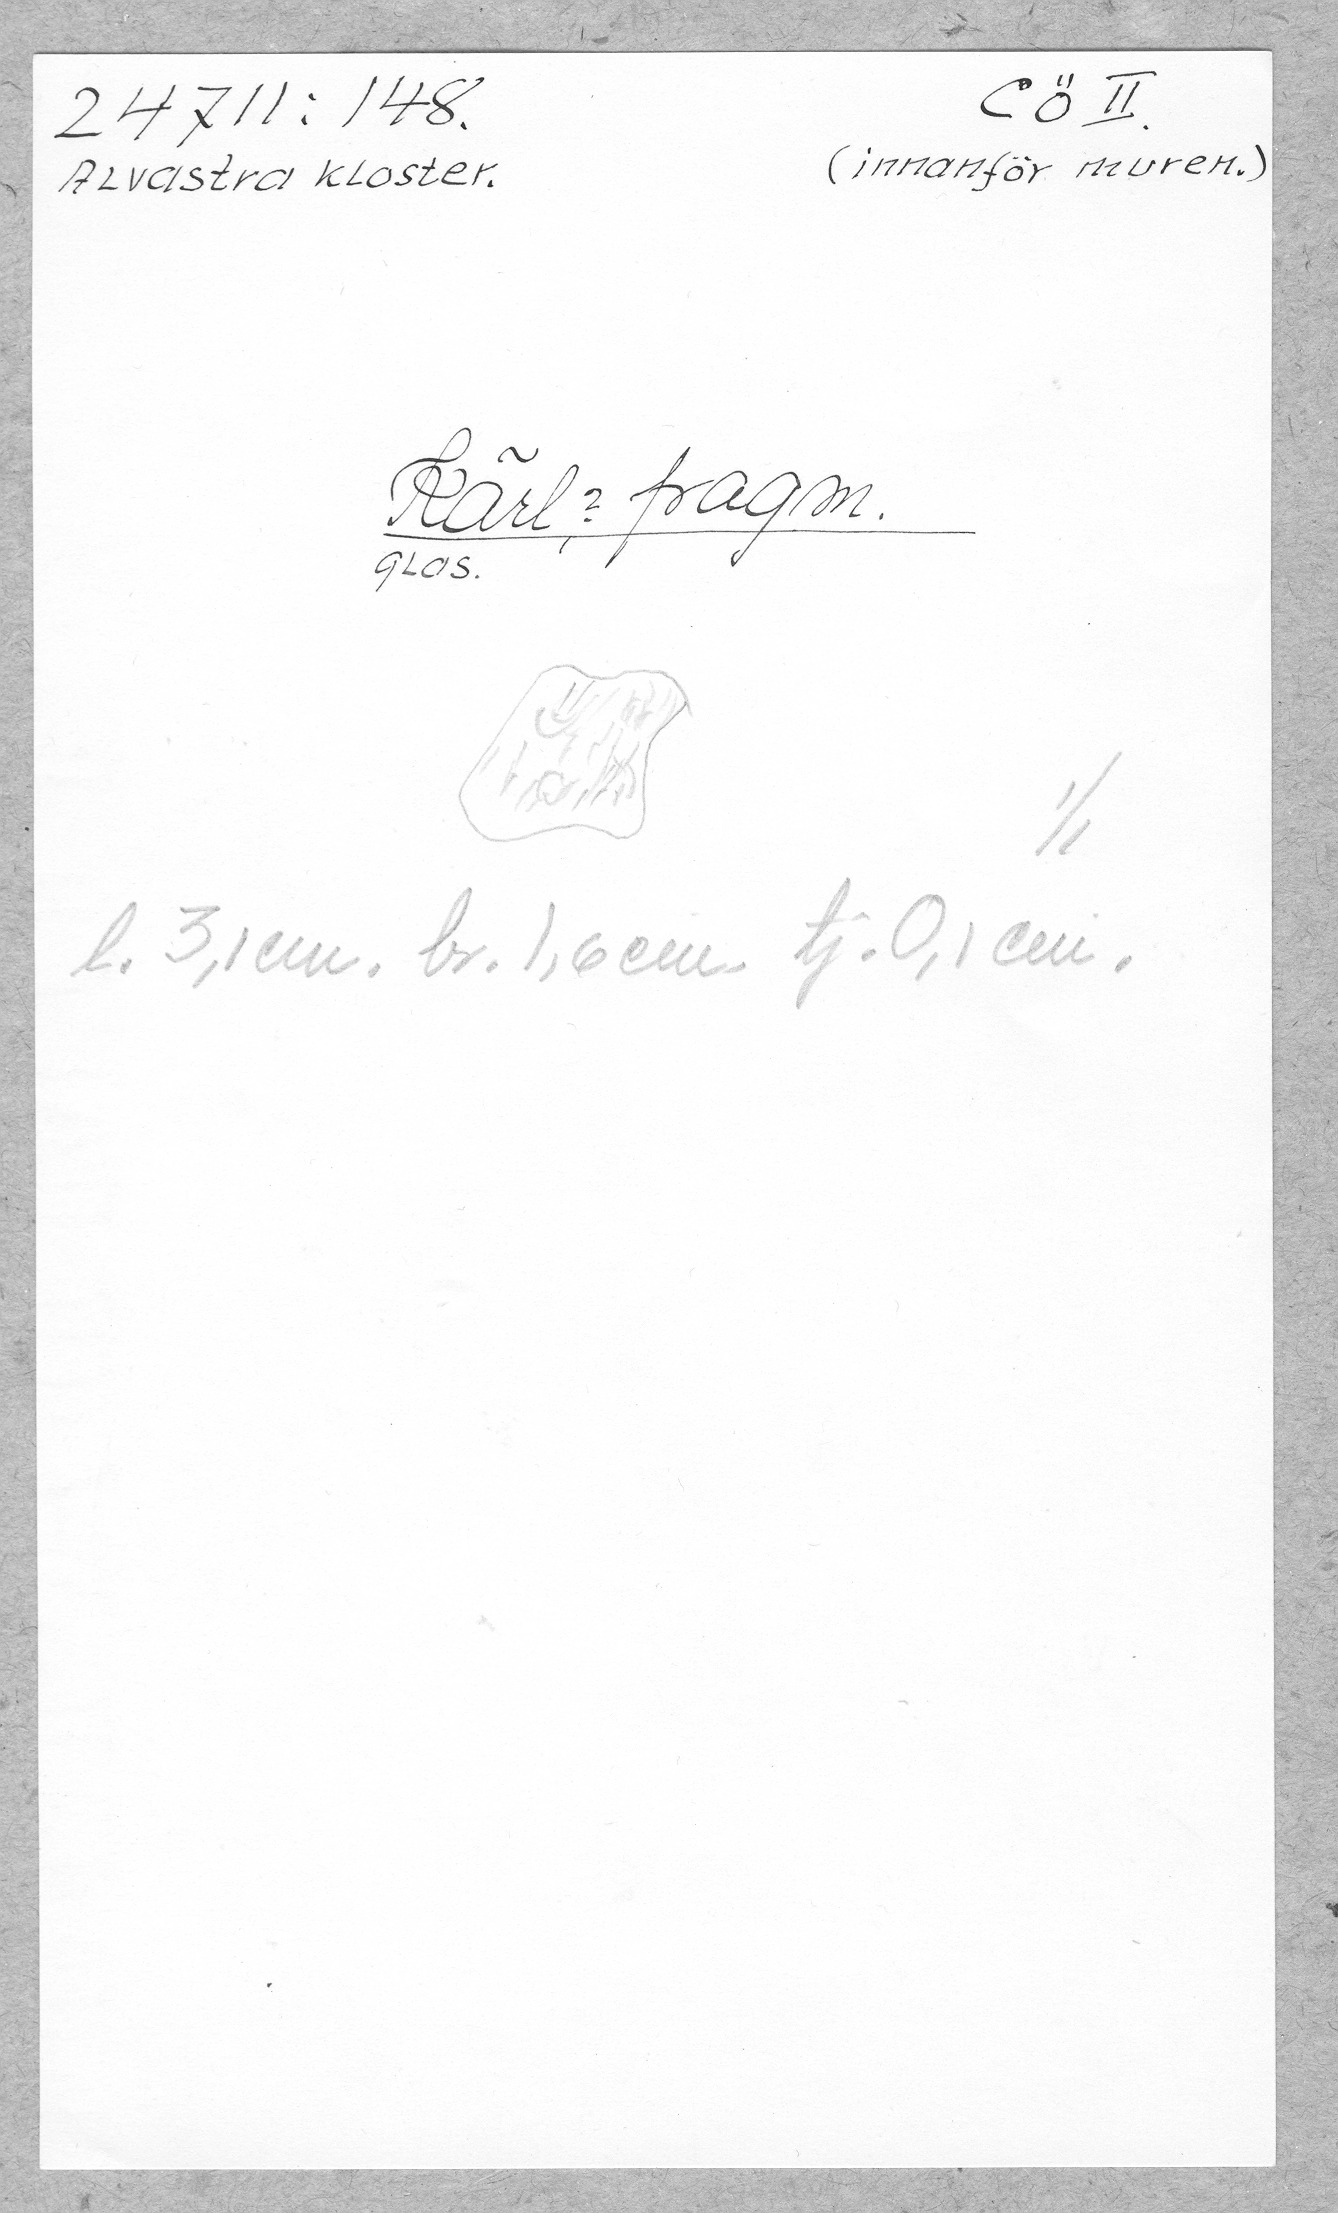 24711:148.
CÖ II.
Alvastra kloster.
(innanför muren.)
Kärl?, fragm.
glas.
1/1
l. 3,1 cm. br. 1,6 cm. tj. 0,1 cm.